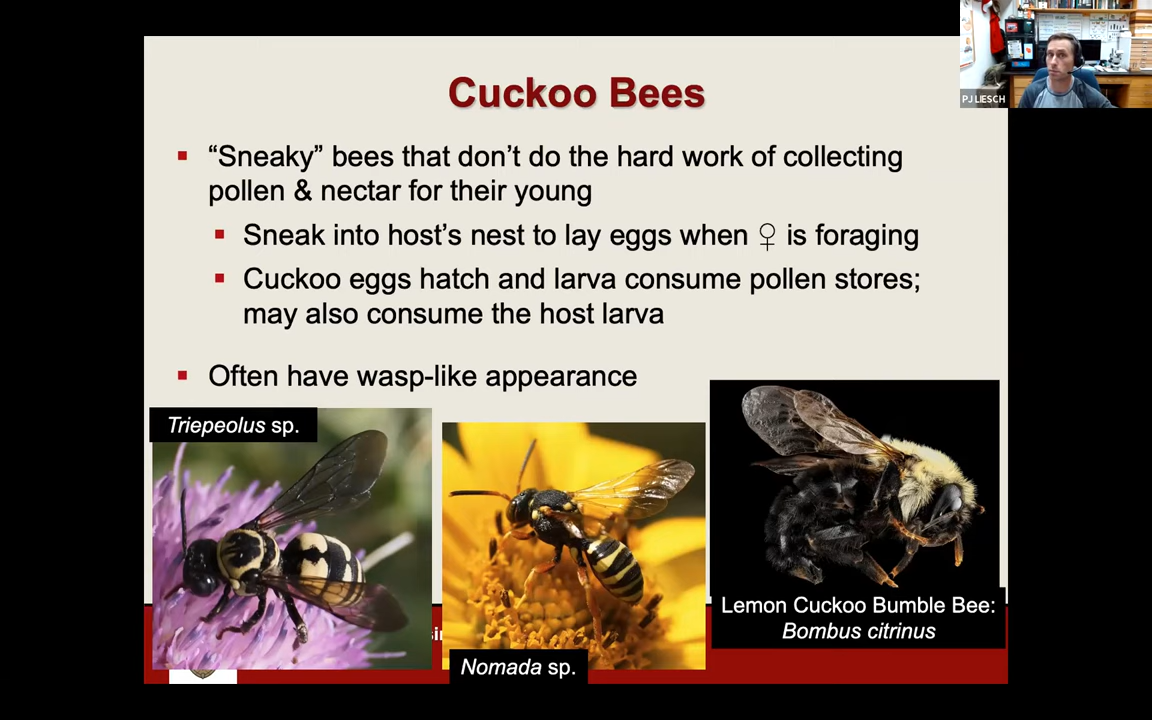 PJ LIESCH
Cuckoo Bees
“Sneaky” bees that don’t do the hard work of collecting
pollen & nectar for their young
Sneak into host’s nest to lay eggs when ♀ is foraging
Cuckoo eggs hatch and larva consume pollen stores;
may also consume the host larva
Often have wasp-like appearance
Triepeolus sp.
Nomada sp.
Lemon Cuckoo Bumble Bee:
Bombus citrinus